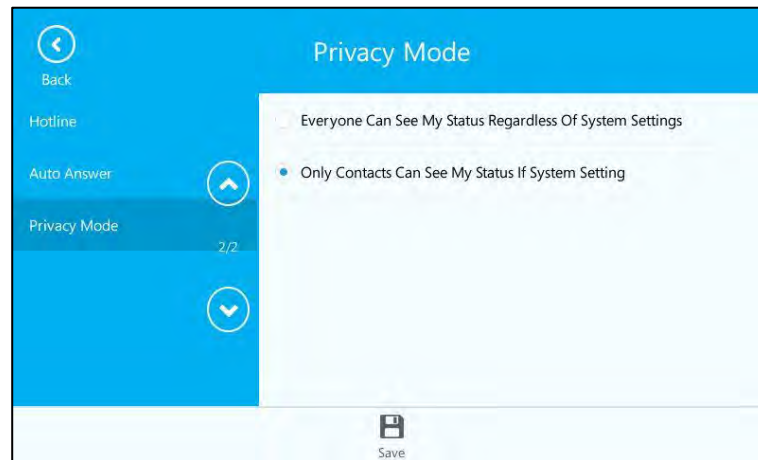 Privacy Mode
Back
Hotline
Auto Answer
Privacy Mode
2/2
Everyone Can See My Status Regardless Of System Settings
Only Contacts Can See My Status If System Setting
Save